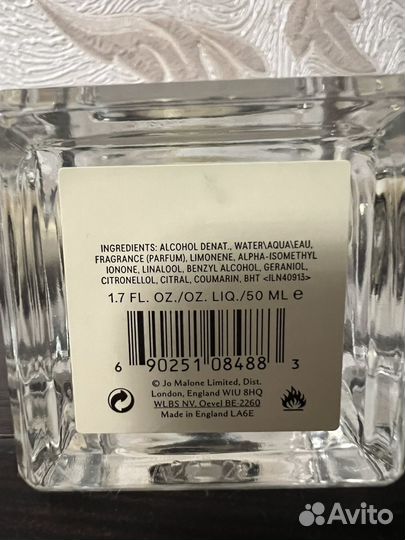 INGREDIENTS: ALCOHOL DENAT., WATER\AQUA\EAU,
FRAGRANCE (PARFUM), LIMONENE, ALPHA-ISOMETHYL
IONONE, LINALOOL, BENZYL ALCOHOL, GERANIOL,
CITRONELLOL, CITRAL, COUMARIN, BHT <ILN40913>
1.7 FL. OZ./OZ. LIQ./50 ML ℮
6 90251 08488 3
© Jo Malone Limited, Dist.
London, England W1U 8HQ
WLBS NV. Oevel BE 2260
Made in England LA6E
Avito